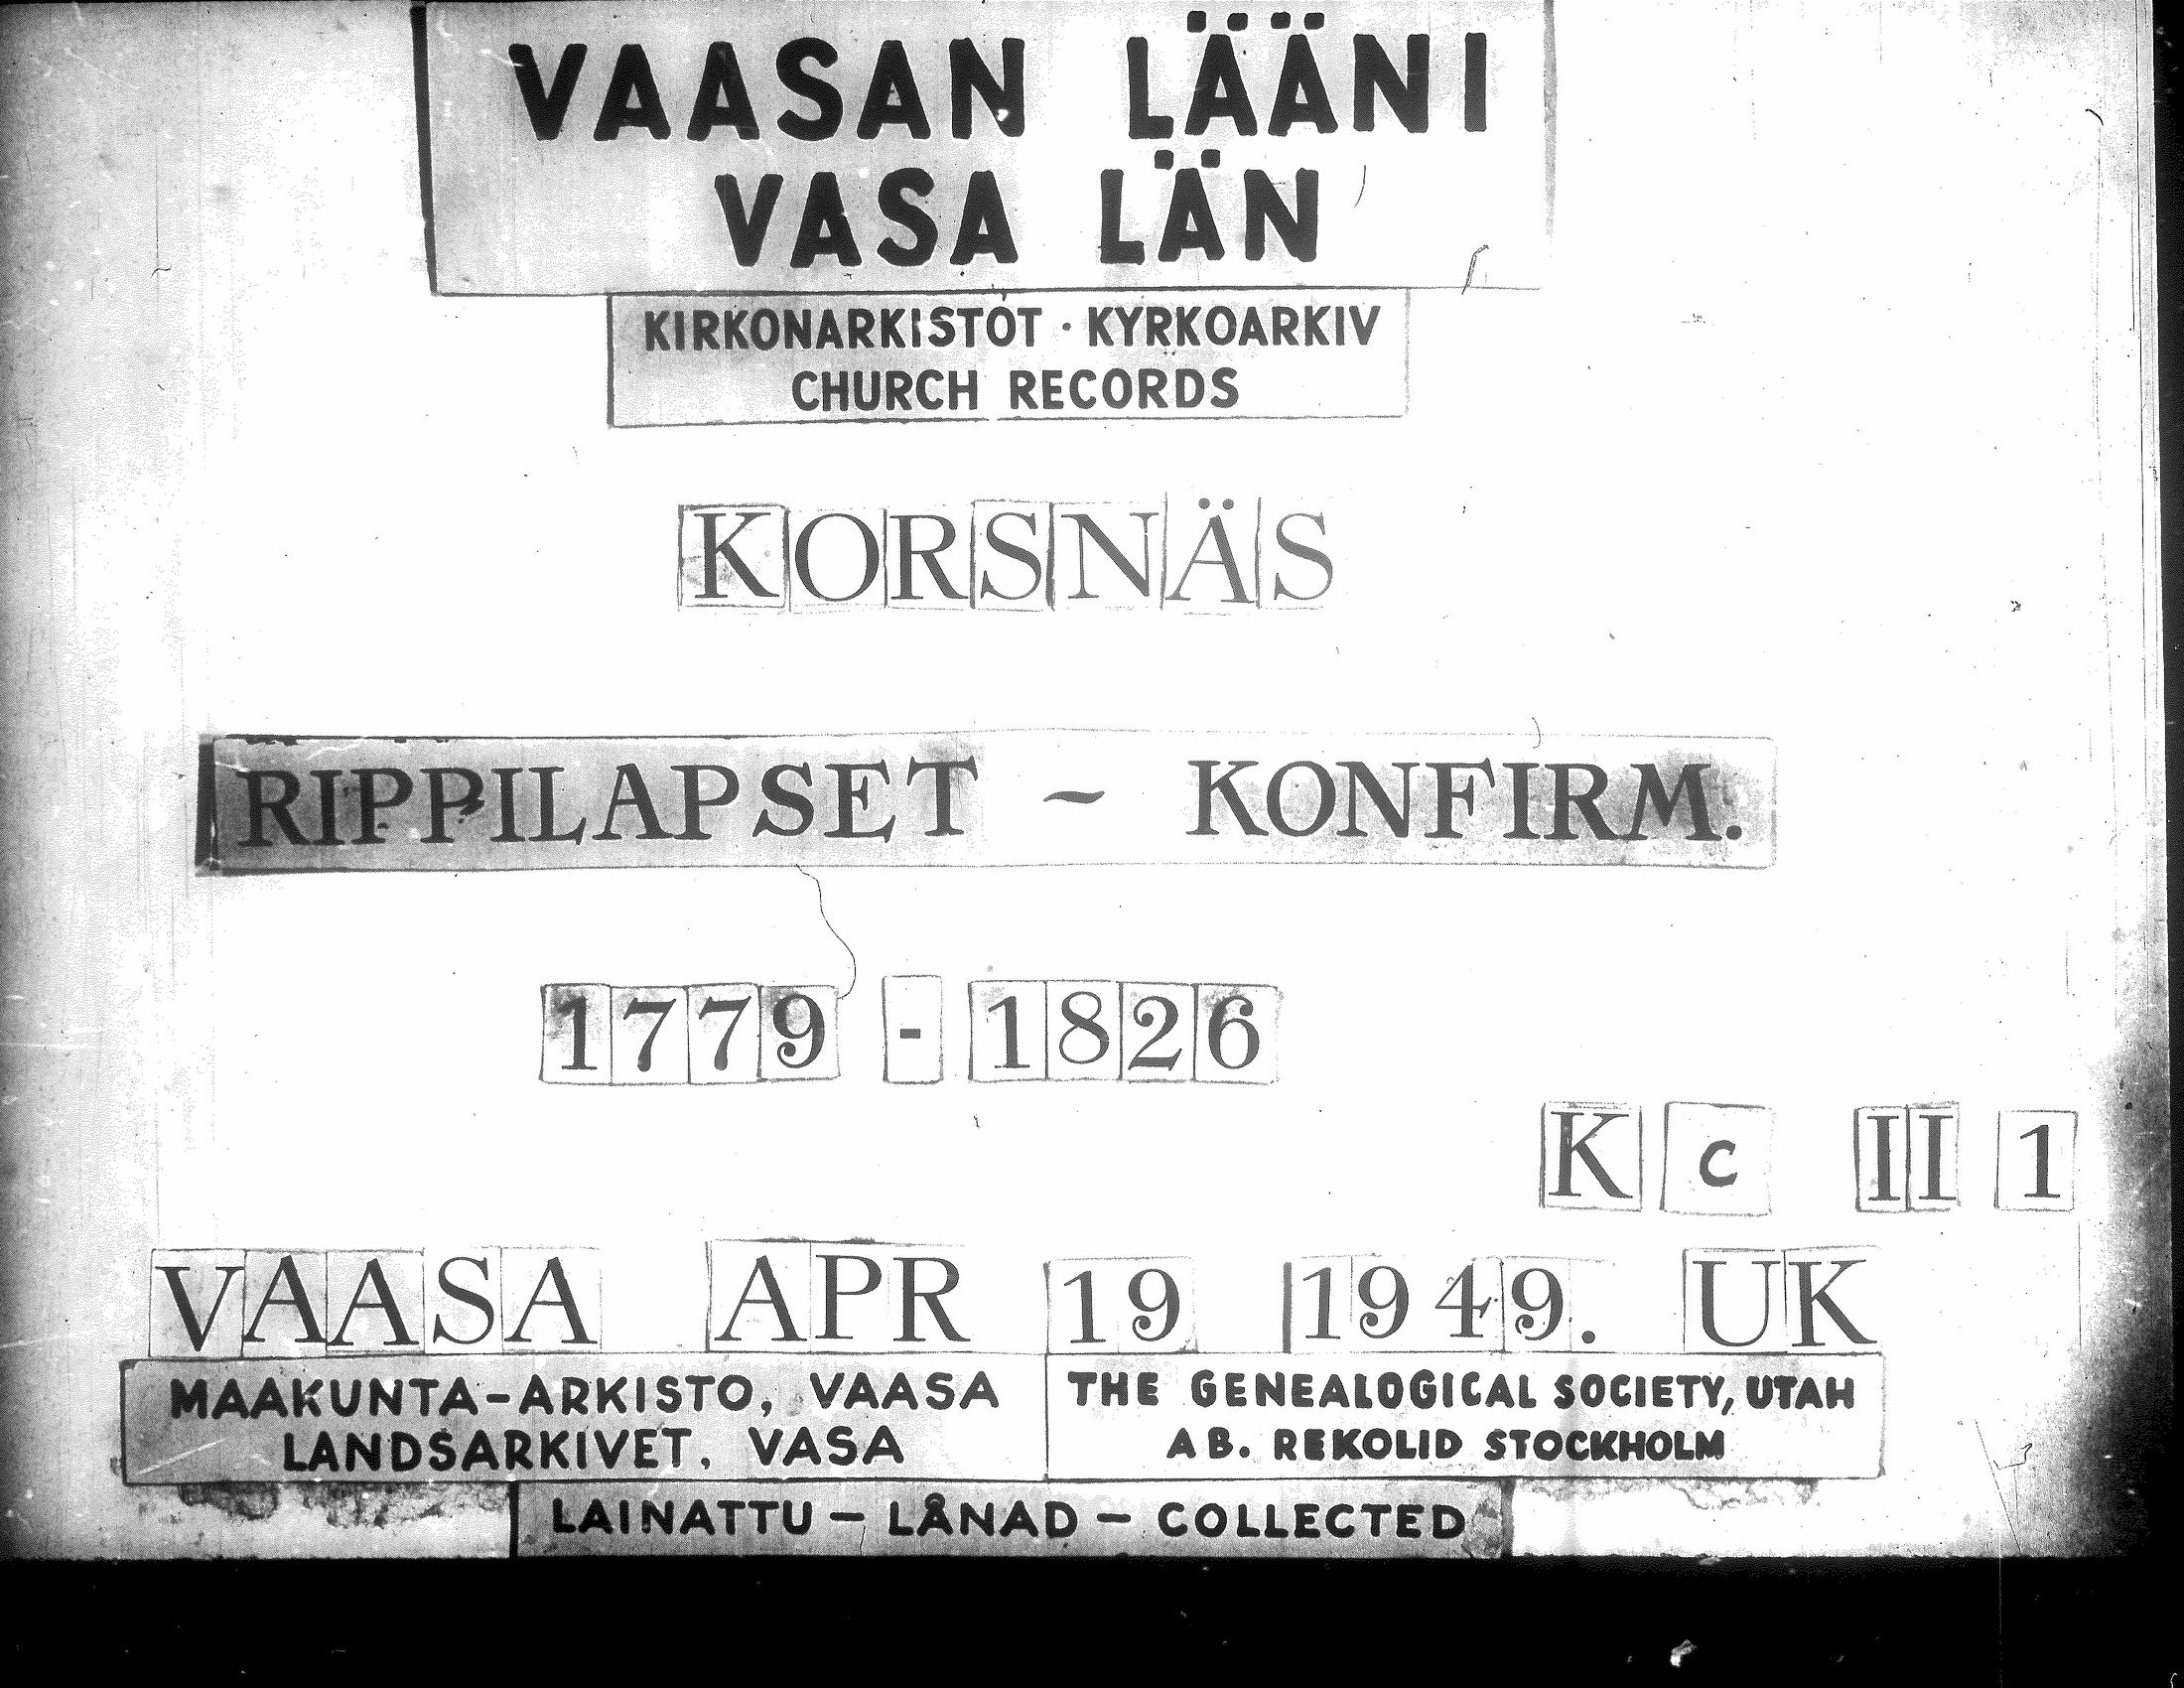 VAASAN LÄÄNI
VASA LÄN
KIRKONARKISTOT · KYRKOARKIV
CHURCH RECORDS
KORSNÄS
RIPPILAPSET - KONFIRM.
1779 - 1826
K c II 1
VAASA APR 19 1949. UK
MAAKUNTA-ARKISTO, VAASA
LANDSARKIVET, VASA
THE GENEALOGICAL SOCIETY, UTAH
AB. REKOLID STOCKHOLM
LAINATTU - LÅNAD - COLLECTED